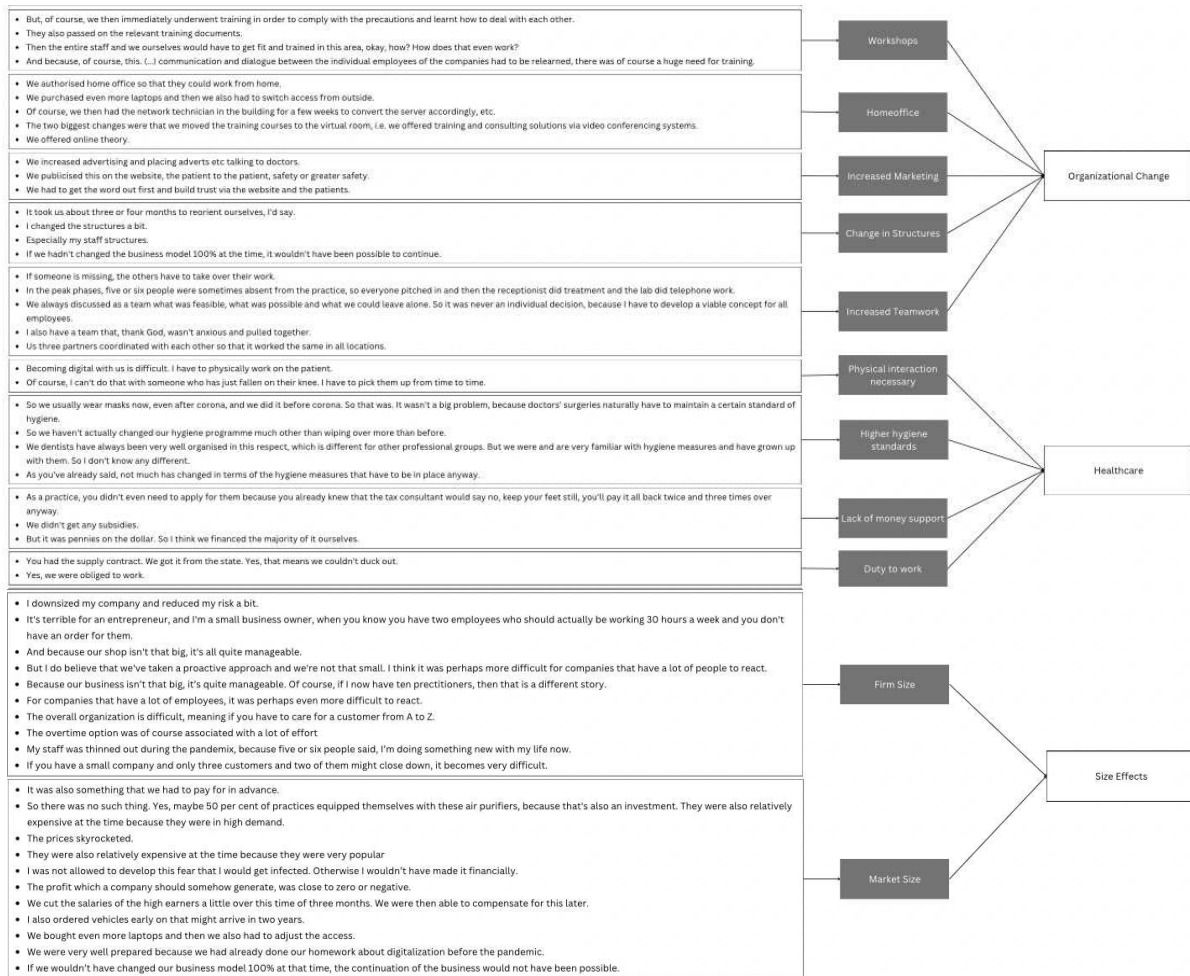 • But, of course, we then immediately underwent training in order to comply with the precautions and learnt how to deal with each other.
• They also passed on the relevant training documents.
• Then the entire staff and we ourselves would have to get fit and trained in this area, okay, how? How does that even work?
• And because, of course, this. (...) communication and dialogue between the individual employees of the companies had to be relearned, there was of course a huge need for training.
Workshops
• We authorised home office so that they could work from home.
• We purchased even more laptops and then we also had to switch access from outside.
• Of course, we then had the network technician in the building for a few weeks to convert the server accordingly, etc.
• The two biggest changes were that we moved the training courses to the virtual room, i.e. we offered training and consulting solutions via video conferencing systems.
• We offered online theory.
Homeoffice
• We increased advertising and placing adverts etc talking to doctors.
• We publicised this on the website, the patient to the patient, safety or greater safety.
• We had to get the word out first and build trust via the website and the patients.
Increased Marketing
• It took us about three or four months to reorient ourselves, I'd say.
• I changed the structures a bit.
• Especially my staff structures.
• If we hadn't changed the business model 100% at the time, it wouldn't have been possible to continue.
Change in Structures
• If someone is missing, the others have to take over their work.
• In the peak phases, five or six people were sometimes absent from the practice, so everyone pitched in and then the receptionist did treatment and the lab did telephone work.
• We always discussed as a team what was feasible, what was possible and what we could leave alone. So it was never an individual decision, because I have to develop a viable concept for all
employees.
• I also have a team that, thank God, wasn't anxious and pulled together.
• Us three partners coordinated with each other so that it worked the same in all locations.
Increased Teamwork
Organizational Change
• Becoming digital with us is difficult. I have to physically work on the patient.
• Of course, I can't do that with someone who has just fallen on their knee. I have to pick them up from time to time.
Physical interaction
necessary
• So we usually wear masks now, even after corona, and we did it before corona. So that was. It wasn't a big problem, because doctors' surgeries naturally have to maintain a certain standard of
hygiene.
• So we haven't actually changed our hygiene programme much other than wiping over more than before.
• We dentists have always been very well organised in this respect, which is different for other professional groups. But we were and are very familiar with hygiene measures and have grown up
with them. So I don't know any different.
• As you've already said, not much has changed in terms of the hygiene measures that have to be in place anyway.
Higher hygiene
standards
• As a practice, you didn't even need to apply for them because you already knew that the tax consultant would say no, keep your feet still, you'll pay it all back twice and three times over
anyway.
• We didn't get any subsidies.
• But it was pennies on the dollar. So I think we financed the majority of it ourselves.
Lack of money support
• You had the supply contract. We got it from the state. Yes, that means we couldn't duck out.
• Yes, we were obliged to work.
Duty to work
Healthcare
• I downsized my company and reduced my risk a bit.
• It's terrible for an entrepreneur, and I'm a small business owner, when you know you have two employees who should actually be working 30 hours a week and you don't
have an order for them.
• And because our shop isn't that big, it's all quite manageable.
• But I do believe that we've taken a proactive approach and we're not that small. I think it was perhaps more difficult for companies that have a lot of people to react.
• Because our business isn't that big, it's quite manageable. Of course, if I now have ten prectitioners, then that is a different story.
• For companies that have a lot of employees, it was perhaps even more difficult to react.
• The overall organization is difficult, meaning if you have to care for a customer from A to Z.
• The overtime option was of course associated with a lot of effort
• My staff was thinned out during the pandemic, because five or six people said, I'm doing something new with my life now.
• If you have a small company and only three customers and two of them might close down, it becomes very difficult.
Firm Size
• It was also something that we had to pay for in advance.
• So there was no such thing. Yes, maybe 50 per cent of practices equipped themselves with these air purifiers, because that's also an investment. They were also relatively
expensive at the time because they were in high demand.
• The prices skyrocketed.
• They were also relatively expensive at the time because they were very popular
• I was not allowed to develop this fear that I would get infected. Otherwise I wouldn't have made it financially.
• The profit which a company should somehow generate, was close to zero or negative.
• We cut the salaries of the high earners a little over this time of three months. We were then able to compensate for this later.
• I also ordered vehicles early on that might arrive in two years.
• We bought even more laptops and then we also had to adjust the access.
• We were very well prepared because we had already done our homework about digitalization before the pandemic.
• If we wouldn't have changed our business model 100% at that time, the continuation of the business would not have been possible.
Market Size
Size Effects